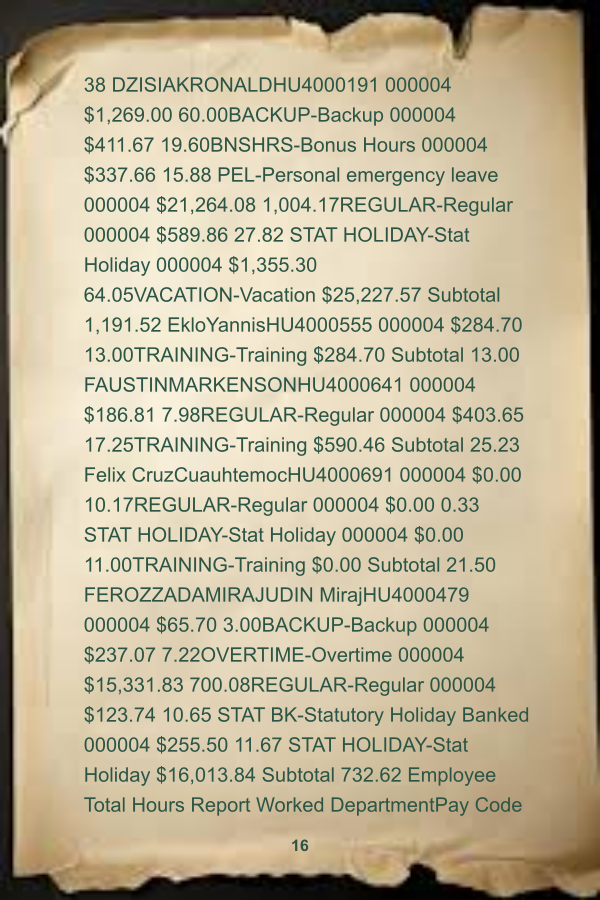 38 DZISIAKRONALDHU4000191 000004
$1,269.00 60.00BACKUP-Backup 000004
$411.67 19.60BNSHRS-Bonus Hours 000004
$337.66 15.88 PEL-Personal emergency leave
000004 $21,264.08 1,004.17REGULAR-Regular
000004 $589.86 27.82 STAT HOLIDAY-Stat
Holiday 000004 $1,355.30
64.05VACATION-Vacation $25,227.57 Subtotal
1,191.52 EkloYannisHU4000555 000004 $284.70
13.00TRAINING-Training $284.70 Subtotal 13.00
FAUSTINMARKENSONHU4000641 000004
$186.81 7.98REGULAR-Regular 000004 $403.65
17.25TRAINING-Training $590.46 Subtotal 25.23
Felix CruzCuauhtemocHU4000691 000004 $0.00
10.17REGULAR-Regular 000004 $0.00 0.33
STAT HOLIDAY-Stat Holiday 000004 $0.00
11.00TRAINING-Training $0.00 Subtotal 21.50
FEROZZADAMIRAJUDIN MirajHU4000479
000004 $65.70 3.00BACKUP-Backup 000004
$237.07 7.22OVERTIME-Overtime 000004
$15,331.83 700.08REGULAR-Regular 000004
$123.74 10.65 STAT BK-Statutory Holiday Banked
000004 $255.50 11.67 STAT HOLIDAY-Stat
Holiday $16,013.84 Subtotal 732.62 Employee
Total Hours Report Worked DepartmentPay Code
16